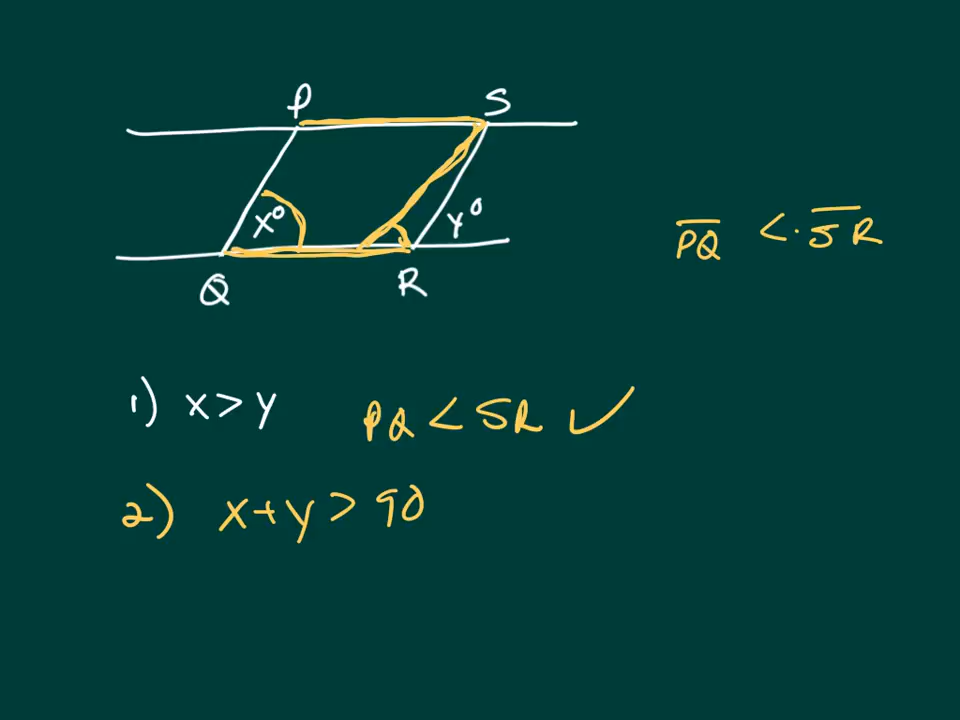 P S
x° y°
Q R
PQ < SR
1) x > y PQ < SR ✓
2) x + y > 90